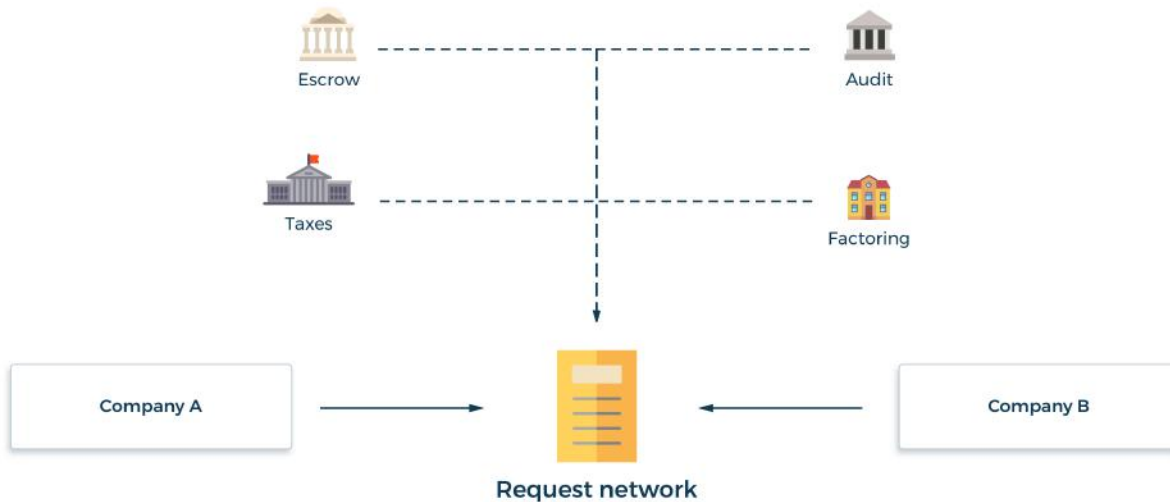 Escrow
Audit
Taxes
Factoring
Company A
Company B
Request network